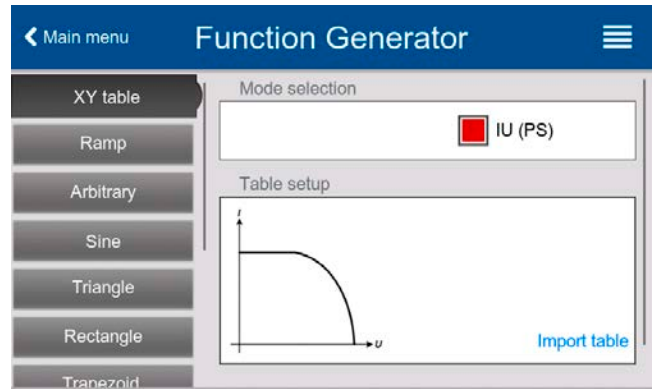 Main menu
Function Generator
XY table
Ramp
Arbitrary
Sine
Triangle
Rectangle
Trapezoid
Mode selection
IU (PS)
Table setup
I
U
Import table